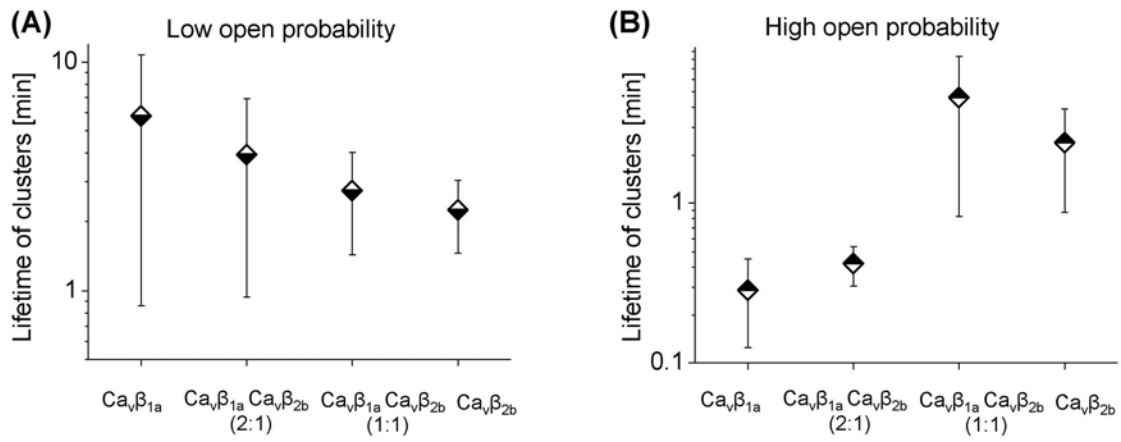 (A)
Low open probability
Lifetime of clusters [min]
10
1
Caᵥβ₁ₐ
Caᵥβ₁ₐ Caᵥβ₂b
(2:1)
Caᵥβ₁ₐ Caᵥβ₂b
(1:1)
Caᵥβ₂b
(B)
High open probability
Lifetime of clusters [min]
1
0.1
Caᵥβ₁ₐ
Caᵥβ₁ₐ Caᵥβ₂b
(2:1)
Caᵥβ₁ₐ Caᵥβ₂b
(1:1)
Caᵥβ₂b